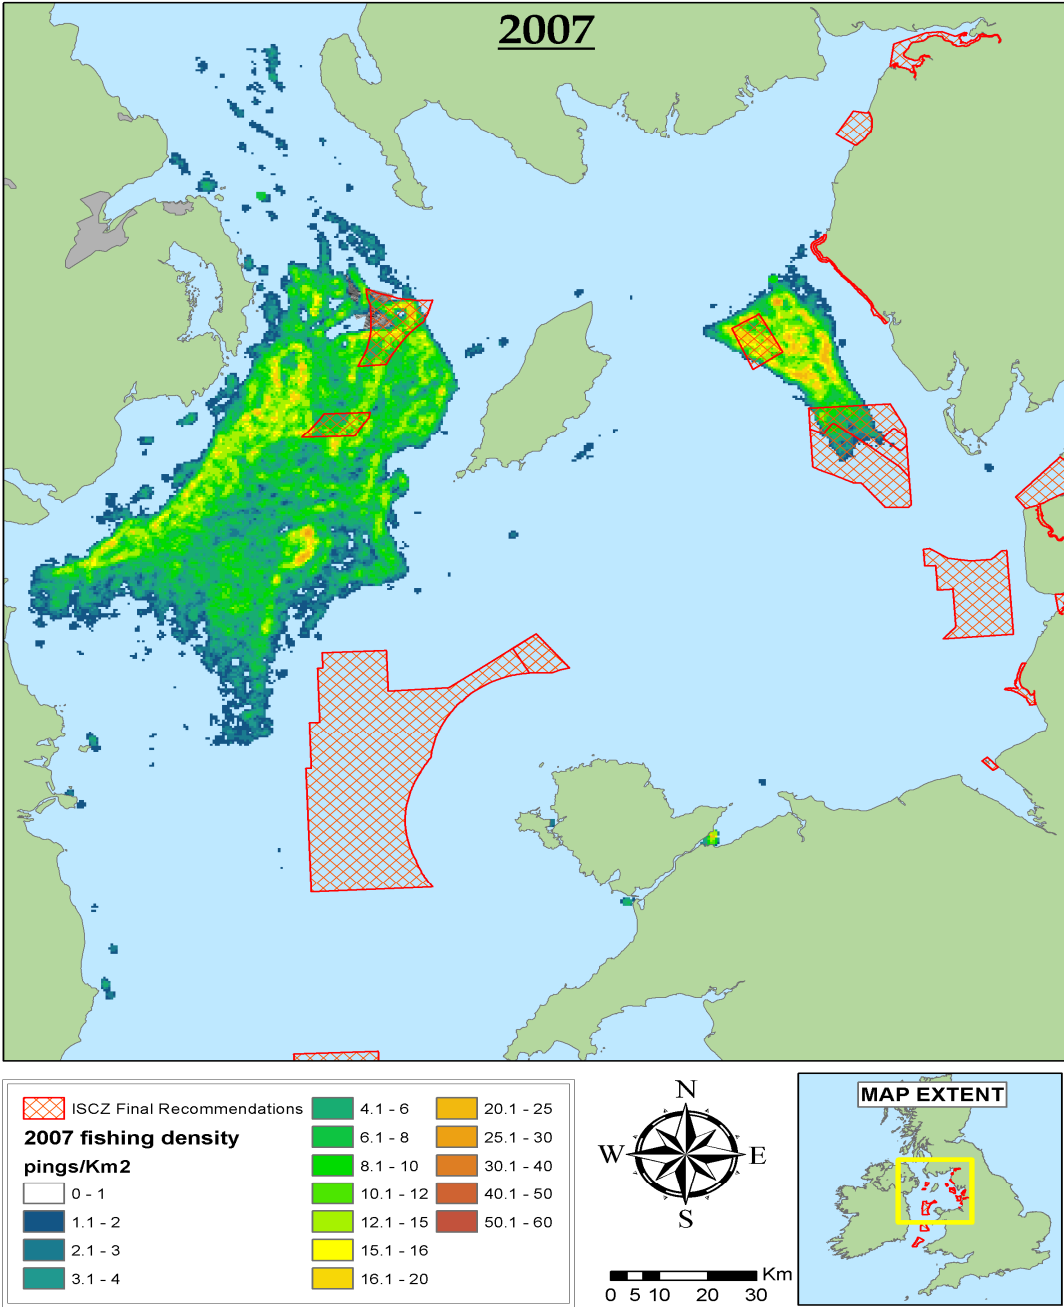 2007
ISCZ Final Recommendations
2007 fishing density
pings/Km2
0 - 1
1.1 - 2
2.1 - 3
3.1 - 4
4.1 - 6
6.1 - 8
8.1 - 10
10.1 - 12
12.1 - 15
15.1 - 16
16.1 - 20
20.1 - 25
25.1 - 30
30.1 - 40
40.1 - 50
50.1 - 60
N
W E
S
Km
0 5 10 20 30
MAP EXTENT